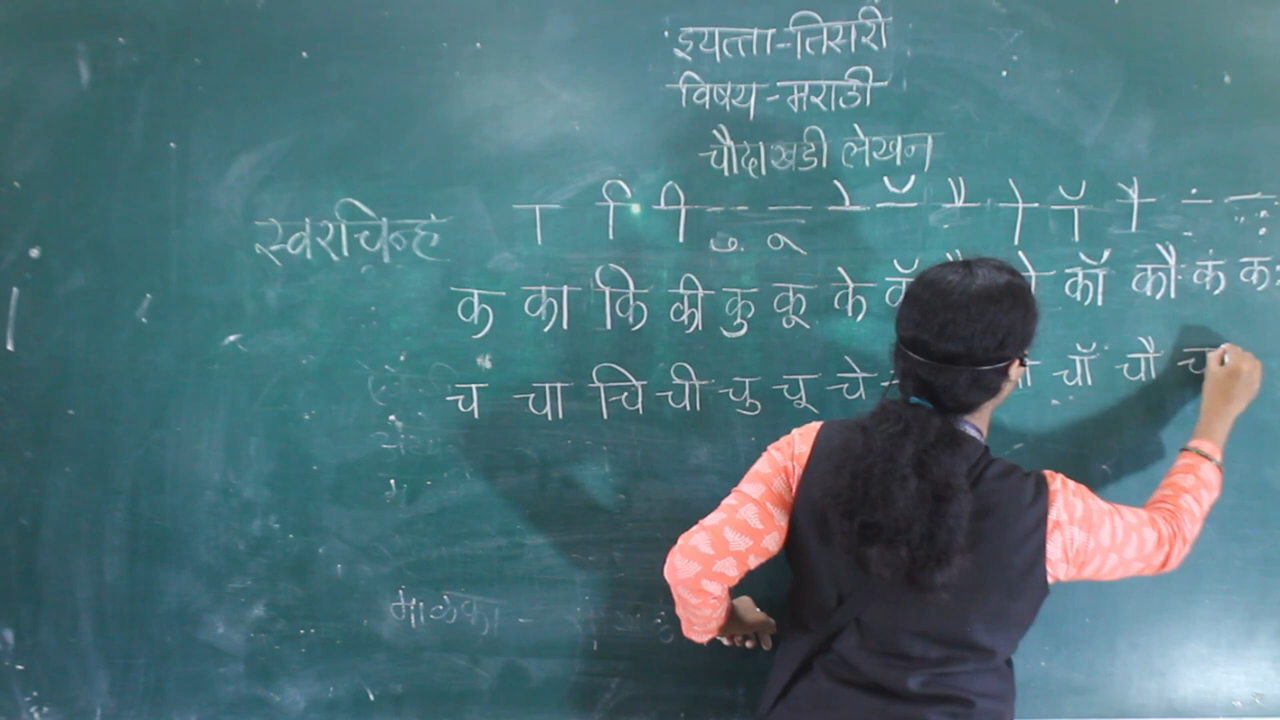 इयत्ता-तिसरी
विषय-मराठी
चौदाखडी लेखन
स्वरचिन्ह ा ि ी ु ू े ॅ ै ो ॉ ौ ं ः
क का कि की कु कू के कॅ कॉ कौ कं कः
च चा चि ची चु चू चे चॉ चौ च